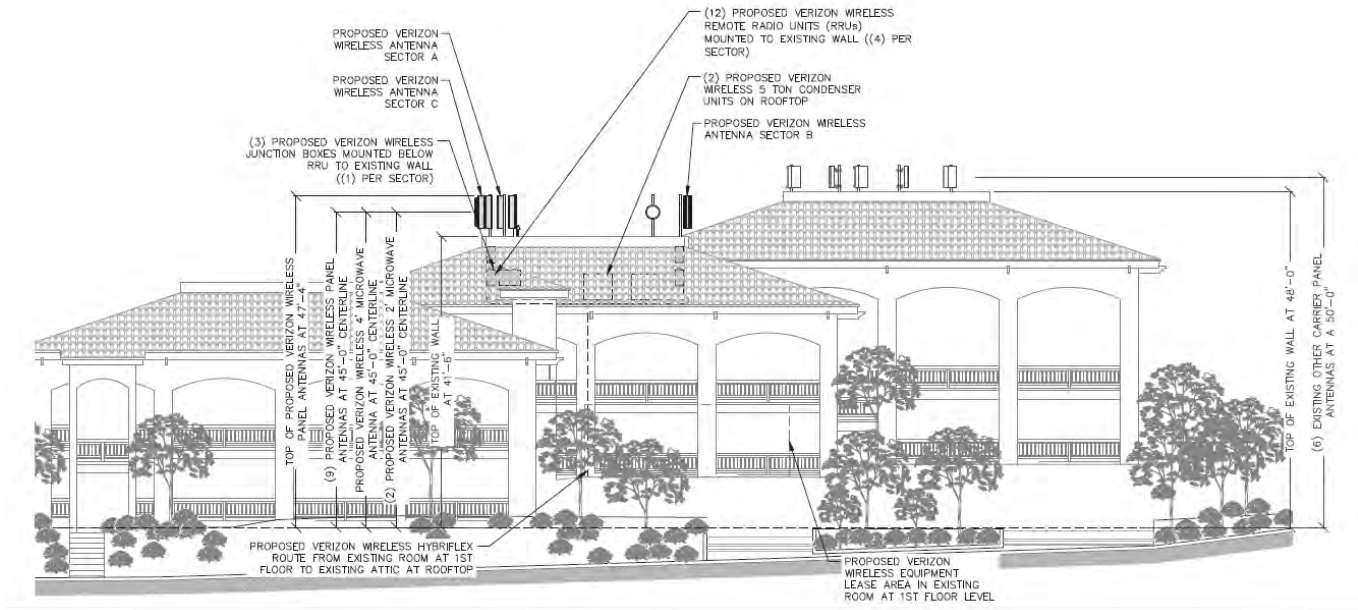 (12) PROPOSED VERIZON WIRELESS
REMOTE RADIO UNITS (RRUs)
MOUNTED TO EXISTING WALL ((4) PER
SECTOR)
PROPOSED VERIZON
WIRELESS ANTENNA
SECTOR A
PROPOSED VERIZON
WIRELESS ANTENNA
SECTOR C
(2) PROPOSED VERIZON
WIRELESS 5 TON CONDENSER
UNITS ON ROOFTOP
PROPOSED VERIZON WIRELESS
ANTENNA SECTOR B
(3) PROPOSED VERIZON WIRELESS
JUNCTION BOXES MOUNTED BELOW
RRU TO EXISTING WALL
((1) PER SECTOR)
TOP OF PROPOSED VERIZON WIRELESS
PANEL ANTENNAS AT 47'-4"
(9) PROPOSED VERIZON WIRELESS PANEL
ANTENNAS AT 45'-0" CENTERLINE
PROPOSED VERIZON WIRELESS 4' MICROWAVE
ANTENNA AT 45'-0" CENTERLINE
(2) PROPOSED VERIZON WIRELESS 2' MICROWAVE
ANTENNAS AT 45'-0" CENTERLINE
TOP OF EXISTING WALL
AT 41'-6"
TOP OF EXISTING WALL AT 48'-0"
(6) EXISTING OTHER CARRIER PANEL
ANTENNAS AT A 50'-0"
PROPOSED VERIZON WIRELESS HYBRIFLEX
ROUTE FROM EXISTING ROOM AT 1ST
FLOOR TO EXISTING ATTIC AT ROOFTOP
PROPOSED VERIZON
WIRELESS EQUIPMENT
LEASE AREA IN EXISTING
ROOM AT 1ST FLOOR LEVEL